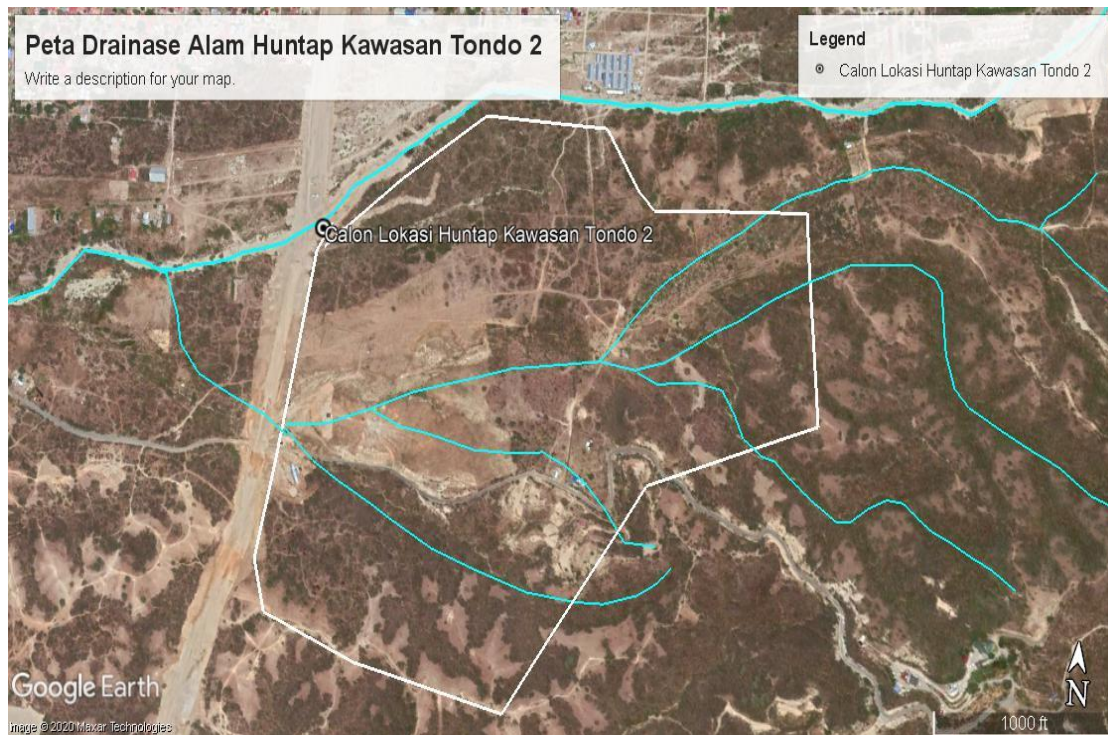 Peta Drainase Alam Huntap Kawasan Tondo 2
Write a description for your map.
Legend
Calon Lokasi Huntap Kawasan Tondo 2
Calon Lokasi Huntap Kawasan Tondo 2
Google Earth
Image © 2020 Maxar Technologies
N
1000 ft